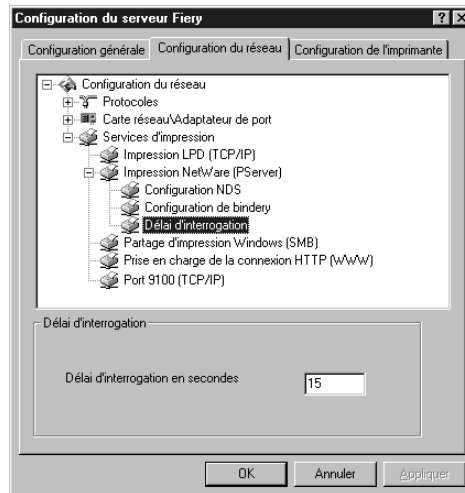 Configuration du serveur Fiery
Configuration générale Configuration du réseau Configuration de l'imprimante
Configuration du réseau
Protocoles
Carte réseau\Adaptateur de port
Services d'impression
Impression LPD (TCP/IP)
Impression NetWare (PServer)
Configuration NDS
Configuration de bindery
Délai d'interrogation
Partage d'impression Windows (SMB)
Prise en charge de la connexion HTTP (WWW)
Port 9100 (TCP/IP)
Délai d'interrogation
Délai d'interrogation en secondes 15
OK Annuler Appliquer